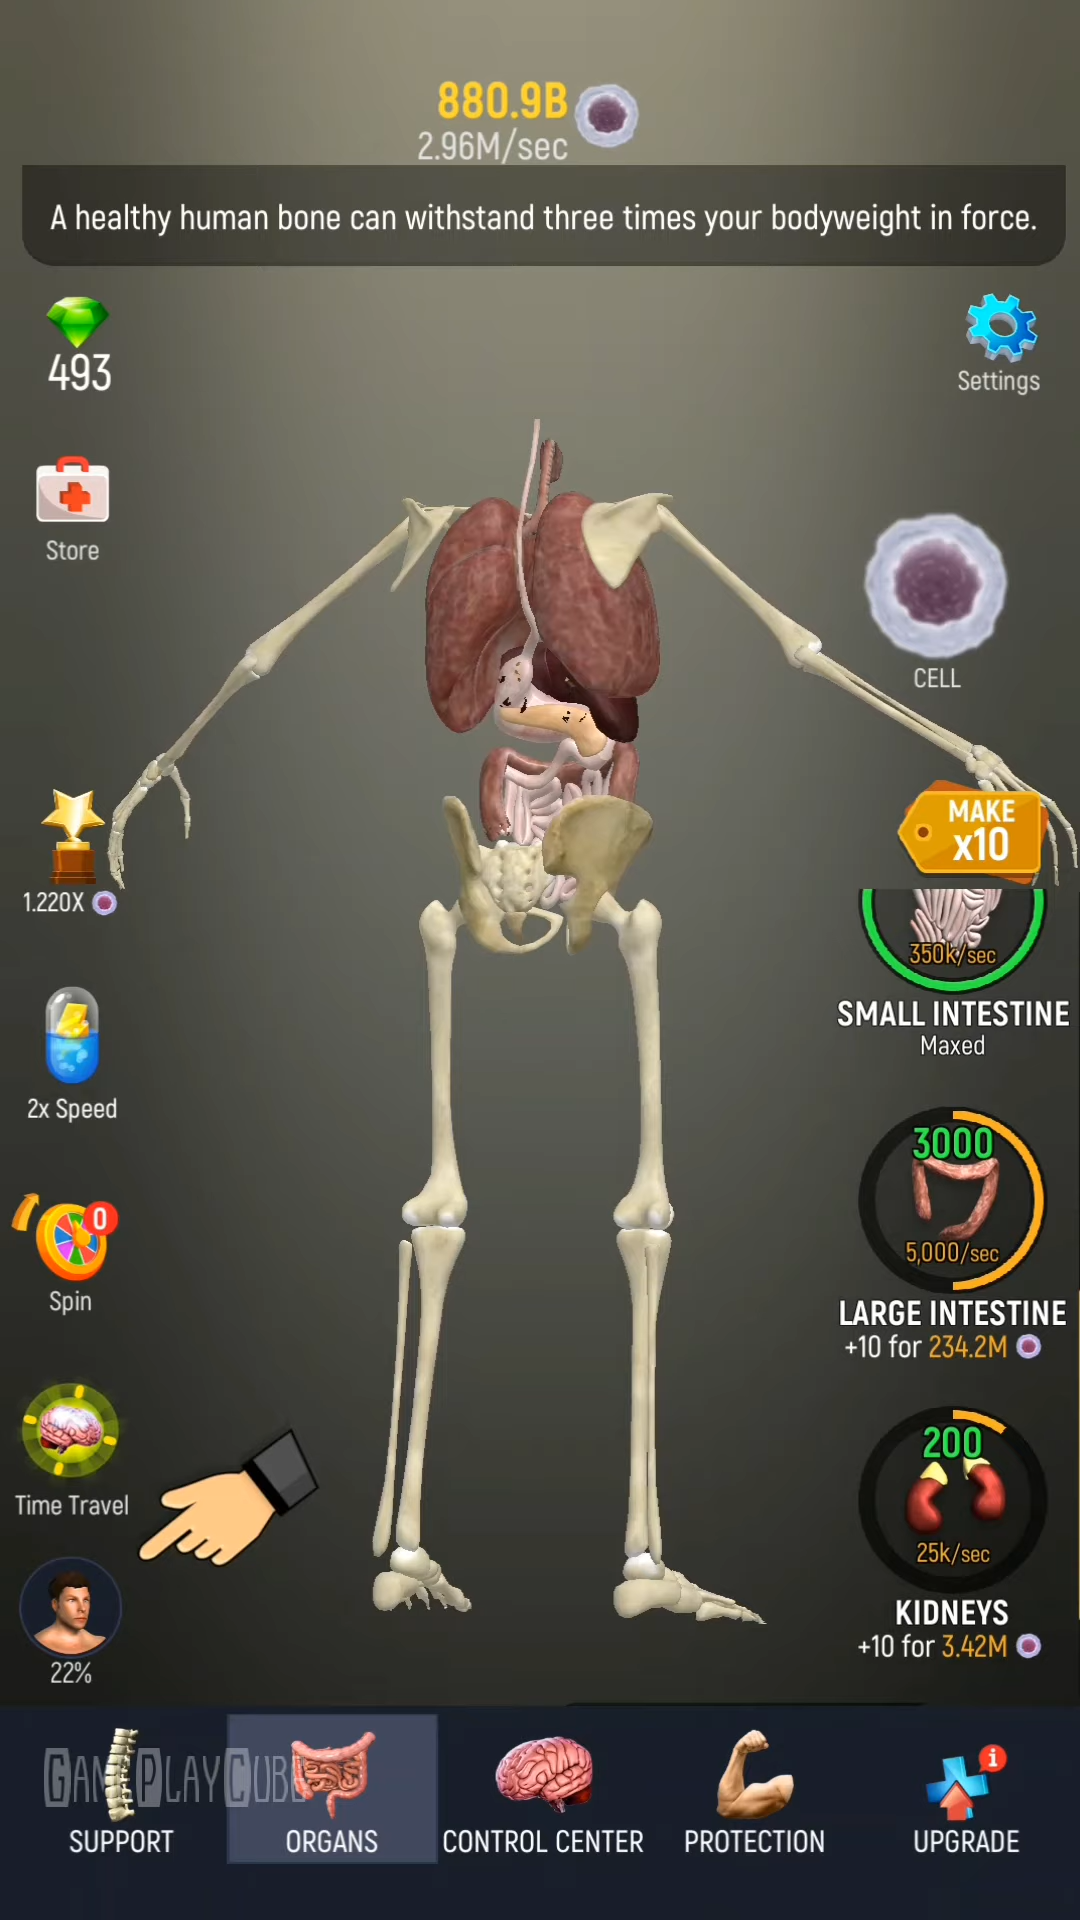 880.9B
2.96M/sec
A healthy human bone can withstand three times your bodyweight in force.
493
Settings
Store
CELL
MAKE
x10
1.220X
350k/sec
SMALL INTESTINE
Maxed
2x Speed
3000
5,000/sec
0
Spin
LARGE INTESTINE
+10 for 234.2M
200
25k/sec
Time Travel
KIDNEYS
+10 for 3.42M
22%
GAMEPLAYCUBE
i
SUPPORT
ORGANS
CONTROL CENTER
PROTECTION
UPGRADE